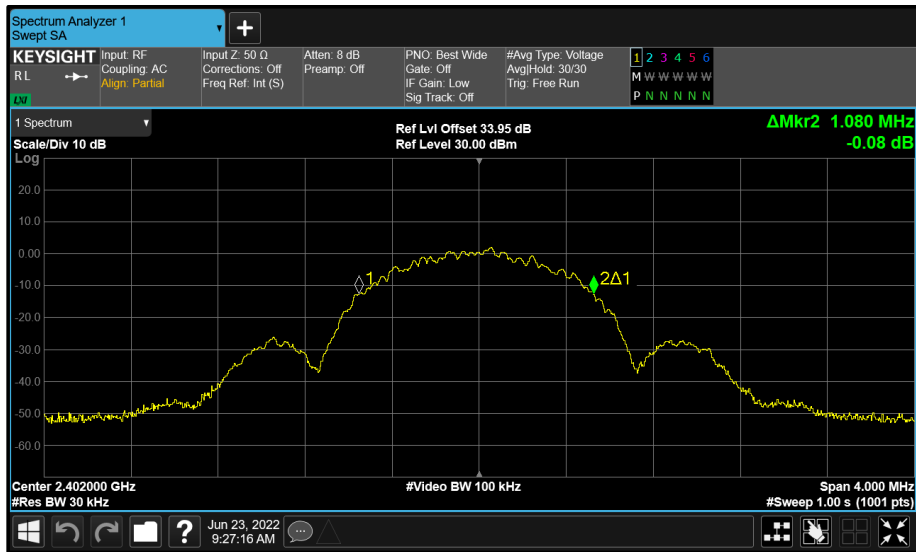 Spectrum Analyzer 1
Swept SA
+
KEYSIGHT
RL
LXI
Input: RF
Coupling: AC
Align: Partial
Input Z: 50 Ω
Corrections: Off
Freq Ref: Int (S)
Atten: 8 dB
Preamp: Off
PNO: Best Wide
Gate: Off
IF Gain: Low
Sig Track: Off
#Avg Type: Voltage
Avg|Hold: 30/30
Trig: Free Run
1 2 3 4 5 6
M W W W W W
P N N N N N
1 Spectrum
Scale/Div 10 dB
Ref Lvl Offset 33.95 dB
Ref Level 30.00 dBm
ΔMkr2 1.080 MHz
-0.08 dB
Log
20.0
10.0
0.00
-10.0
-20.0
-30.0
-40.0
-50.0
-60.0
1
2Δ1
Center 2.402000 GHz
#Res BW 30 kHz
#Video BW 100 kHz
Span 4.000 MHz
#Sweep 1.00 s (1001 pts)
?
Jun 23, 2022
9:27:16 AM